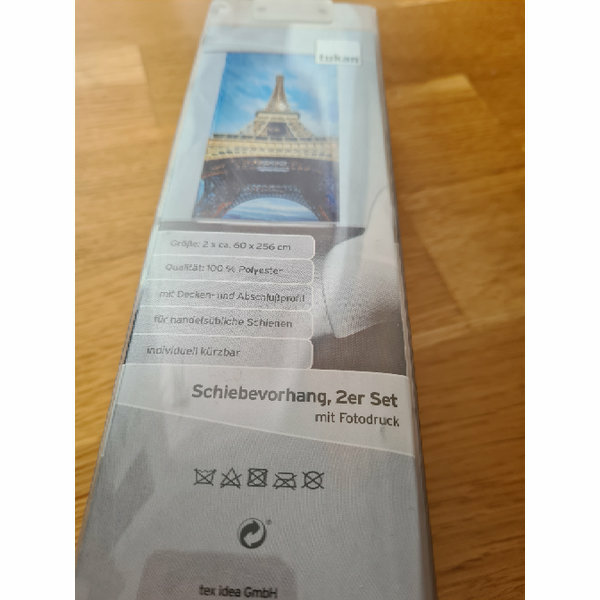 tukan
Größe: 2 x ca. 60 x 256 cm
Qualität: 100 % Polyester
mit Decken- und Abschlußprofil
für handelsübliche Schienen
individuell kürzbar
Schiebevorhang, 2er Set
mit Fotodruck
tex idea GmbH